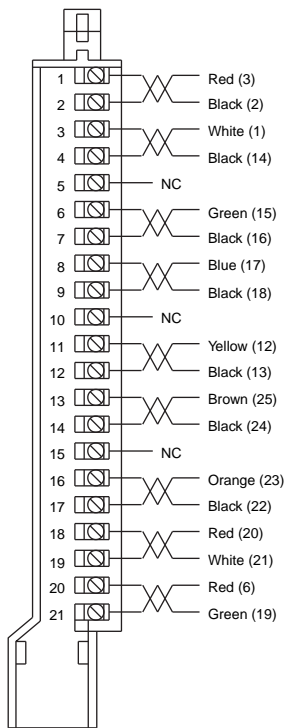 1 Red (3)
2 Black (2)
3 White (1)
4 Black (14)
5 NC
6 Green (15)
7 Black (16)
8 Blue (17)
9 Black (18)
10 NC
11 Yellow (12)
12 Black (13)
13 Brown (25)
14 Black (24)
15 NC
16 Orange (23)
17 Black (22)
18 Red (20)
19 White (21)
20 Red (6)
21 Green (19)